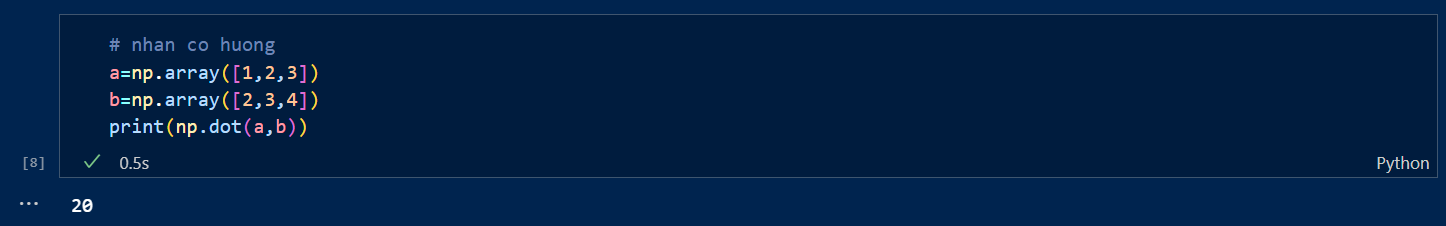 # nhan co huong
a=np.array([1,2,3])
b=np.array([2,3,4])
print(np.dot(a,b))
[8]
0.5s
Python
...
20